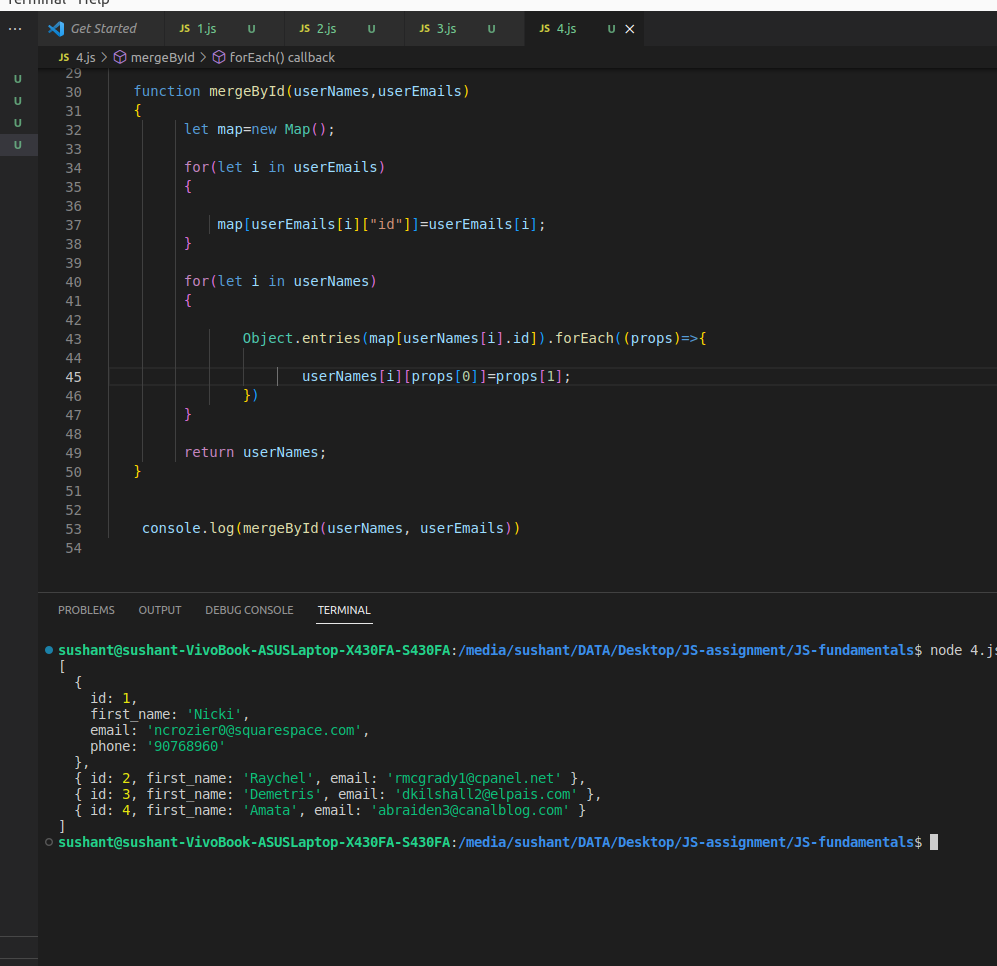 Terminal Help
... Get Started JS 1.js U JS 2.js U JS 3.js U JS 4.js U ×
JS 4.js > mergeById > forEach() callback
U
U
U
U
29
30 function mergeById(userNames,userEmails)
31 {
32 let map=new Map();
33
34 for(let i in userEmails)
35 {
36
37 map[userEmails[i]["id"]]=userEmails[i];
38 }
39
40 for(let i in userNames)
41 {
42
43 Object.entries(map[userNames[i].id]).forEach((props)=>{
44
45 userNames[i][props[0]]=props[1];
46 })
47 }
48
49 return userNames;
50 }
51
52
53 console.log(mergeById(userNames, userEmails))
54
PROBLEMS OUTPUT DEBUG CONSOLE TERMINAL
sushant@sushant-VivoBook-ASUSLaptop-X430FA-S430FA:/media/sushant/DATA/Desktop/JS-assignment/JS-fundamentals$ node 4.js
[
{
id: 1,
first_name: 'Nicki',
email: 'ncrozier0@squarespace.com',
phone: '90768960'
},
{ id: 2, first_name: 'Raychel', email: 'rmcgrady1@cpanel.net' },
{ id: 3, first_name: 'Demetris', email: 'dkilshall2@elpais.com' },
{ id: 4, first_name: 'Amata', email: 'abraiden3@canalblog.com' }
]
sushant@sushant-VivoBook-ASUSLaptop-X430FA-S430FA:/media/sushant/DATA/Desktop/JS-assignment/JS-fundamentals$